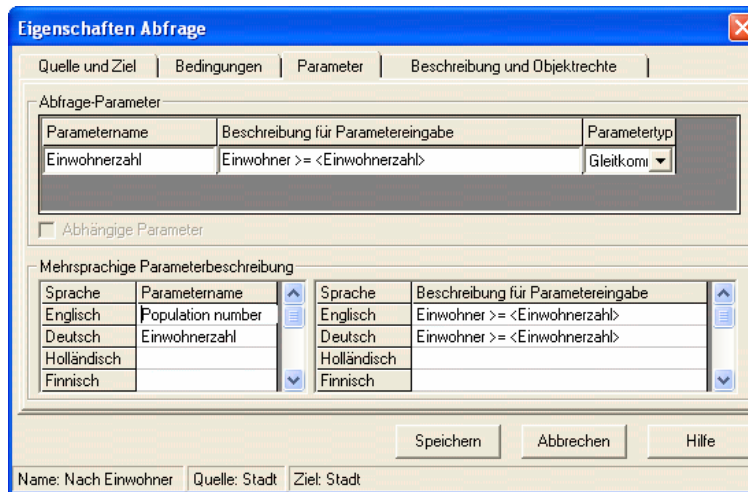 Eigenschaften Abfrage
Quelle und Ziel | Bedingungen | Parameter | Beschreibung und Objektrechte
Abfrage-Parameter
Parametername Beschreibung für Parametereingabe Parametertyp
Einwohnerzahl Einwohner >= <Einwohnerzahl>
Abhängige Parameter
Mehrsprachige Parameterbeschreibung
Sprache Parametername Sprache Beschreibung für Parametereingabe
Englisch Population number Englisch Einwohner >= <Einwohnerzahl>
Deutsch Einwohnerzahl Deutsch Einwohner >= <Einwohnerzahl>
Holländisch Holländisch
Finnisch Finnisch
Speichern Abbrechen Hilfe
Name: Nach Einwohner Quelle: Stadt Ziel: Stadt